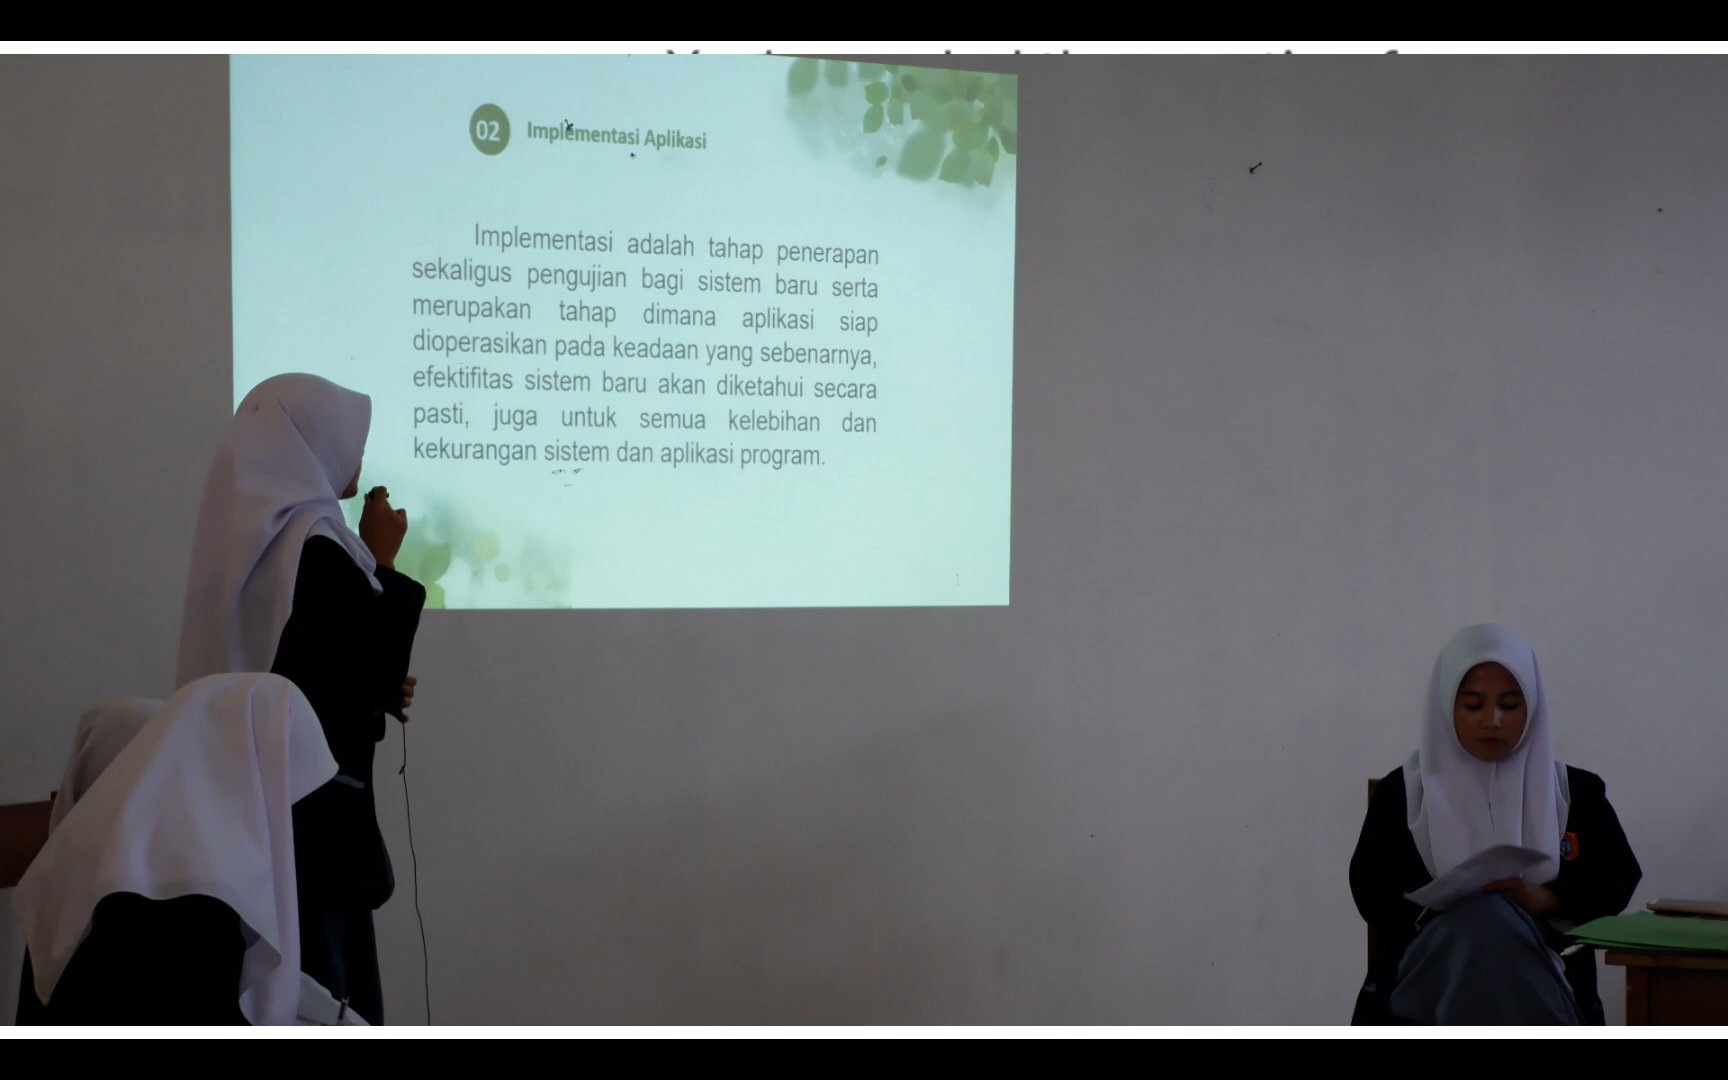 02 Implementasi Aplikasi
Implementasi adalah tahap penerapan
sekaligus pengujian bagi sistem baru serta
merupakan tahap dimana aplikasi siap
dioperasikan pada keadaan yang sebenarnya,
efektifitas sistem baru akan diketahui secara
pasti, juga untuk semua kelebihan dan
kekurangan sistem dan aplikasi program.